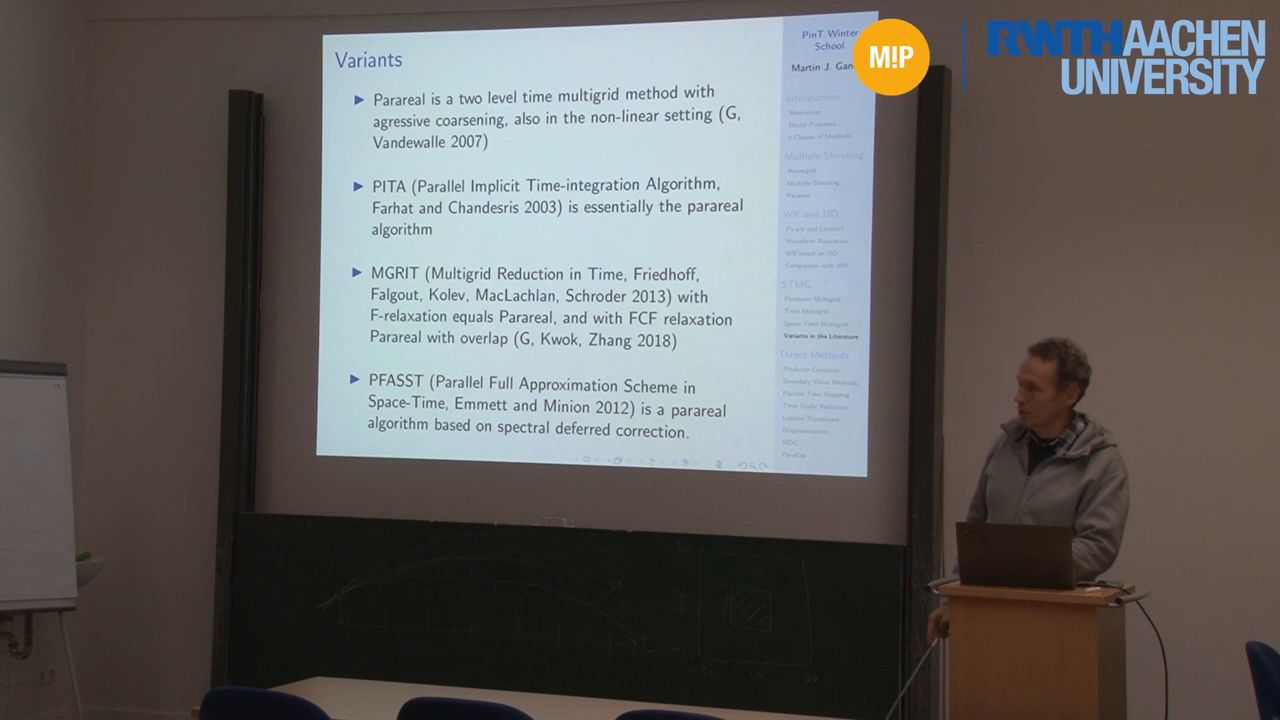 Variants
▶ Parareal is a two level time multigrid method with
agressive coarsening, also in the non-linear setting (G,
Vandewalle 2007)
▶ PITA (Parallel Implicit Time-integration Algorithm,
Farhat and Chandesris 2003) is essentially the parareal
algorithm
▶ MGRIT (Multigrid Reduction in Time, Friedhoff,
Falgout, Kolev, MacLachlan, Schroder 2013) with
F-relaxation equals Parareal, and with FCF relaxation
Parareal with overlap (G, Kwok, Zhang 2018)
▶ PFASST (Parallel Full Approximation Scheme in
Space-Time, Emmett and Minion 2012) is a parareal
algorithm based on spectral deferred correction.
PinT Winter
School
Martin J.
Introduction
Motivation
Model Problems
4 Classes of Methods
Multiple Shooting
Nievergelt
Multiple Shooting
Parareal
WR and DD
Picard and Lindelöf
Waveform Relaxation
WR based on DD
Comparison with
STMG
Parabolic Multigrid
Time Multigrid
Space-Time Multigrid
Variants in the Literature
Direct Methods
Predictor-Corrector
Boundary Value Methods
Parallel Time Stepping
Time Cyclic Reduction
Laplace Transforms
Diagonalization
RIDC
ParaExp
M!P
RWTH AACHEN
UNIVERSITY